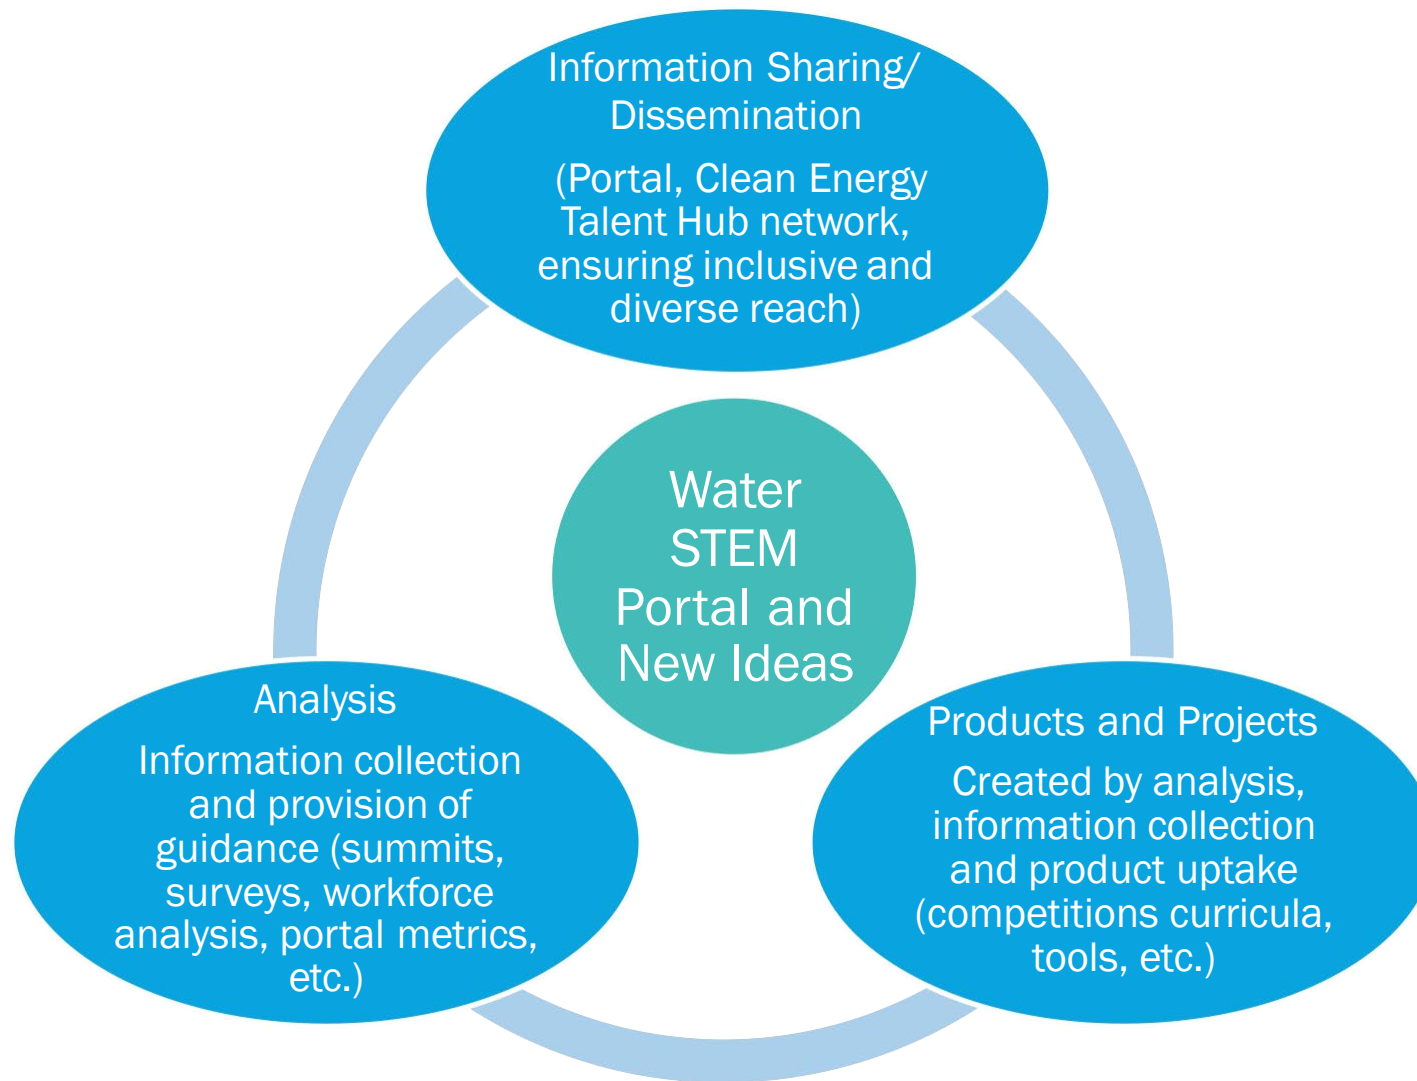 Information Sharing/
Dissemination
(Portal, Clean Energy
Talent Hub network,
ensuring inclusive and
diverse reach)
Water
STEM
Portal and
New Ideas
Analysis
Information collection
and provision of
guidance (summits,
surveys, workforce
analysis, portal metrics,
etc.)
Products and Projects
Created by analysis,
information collection
and product uptake
(competitions curricula,
tools, etc.)